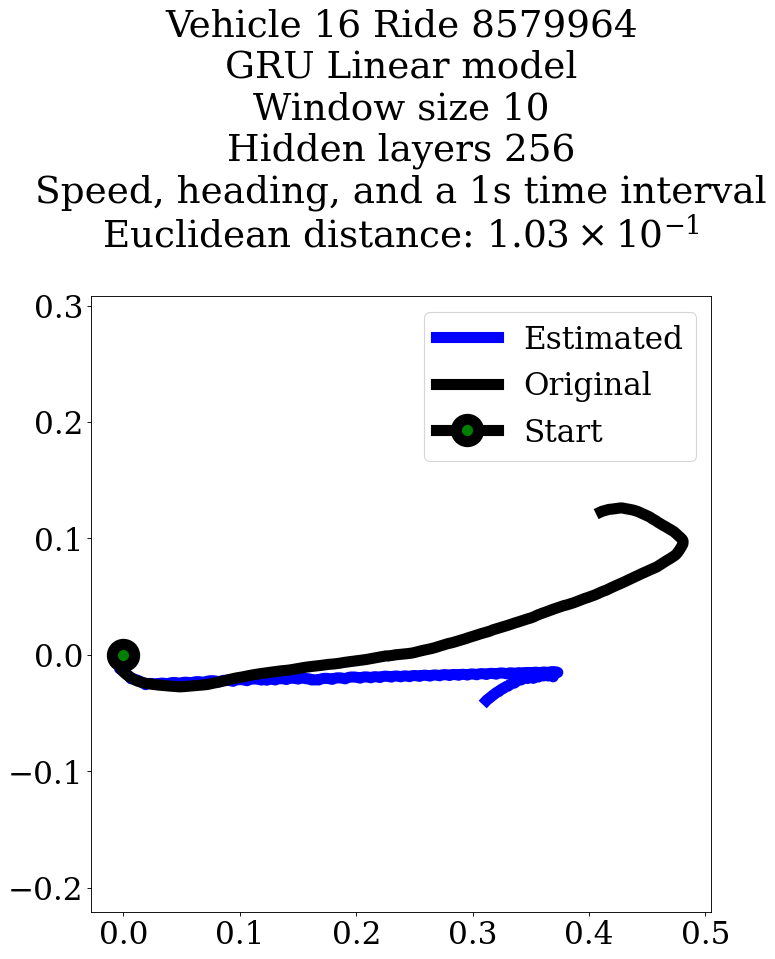 Vehicle 16 Ride 8579964
GRU Linear model
Window size 10
Hidden layers 256
Speed, heading, and a 1s time interval
Euclidean distance: 1.03 × 10⁻¹
Estimated
Original
Start
0.3
0.2
0.1
0.0
−0.1
−0.2
0.0 0.1 0.2 0.3 0.4 0.5